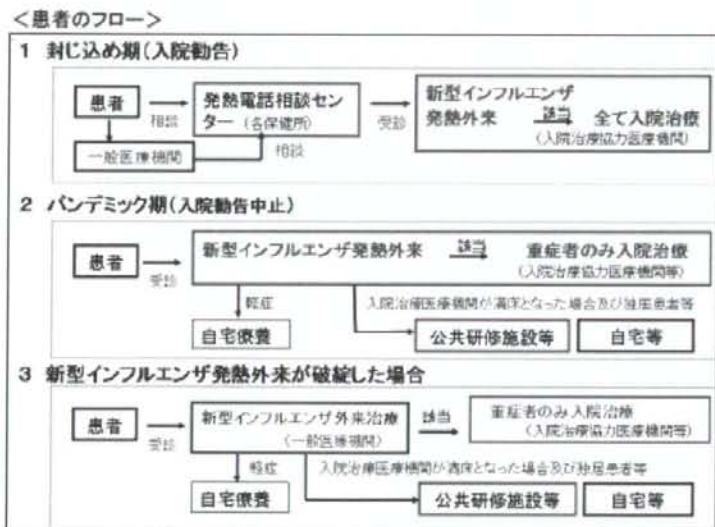 <患者のフロー>
1 封じ込め期(入院勧告)
患者
相談
一般医療機関
発熱電話相談セン
ター (各保健所)
相談
受診
新型インフルエンザ
発熱外来 該当 全て入院治療
(入院治療協力医療機関)
2 パンデミック期(入院勧告中止)
患者
受診
新型インフルエンザ発熱外来 該当 重症者のみ入院治療
(入院治療協力医療機関等)
軽症 入院治療医療機関が満床となった場合及び独居患者等
自宅療養 公共研修施設等 自宅等
3 新型インフルエンザ発熱外来が破綻した場合
患者
受診
新型インフルエンザ外来治療
(一般医療機関)
該当
重症者のみ入院治療
(入院治療協力医療機関等)
軽症 入院治療医療機関が満床となった場合及び独居患者等
自宅療養 公共研修施設等 自宅等